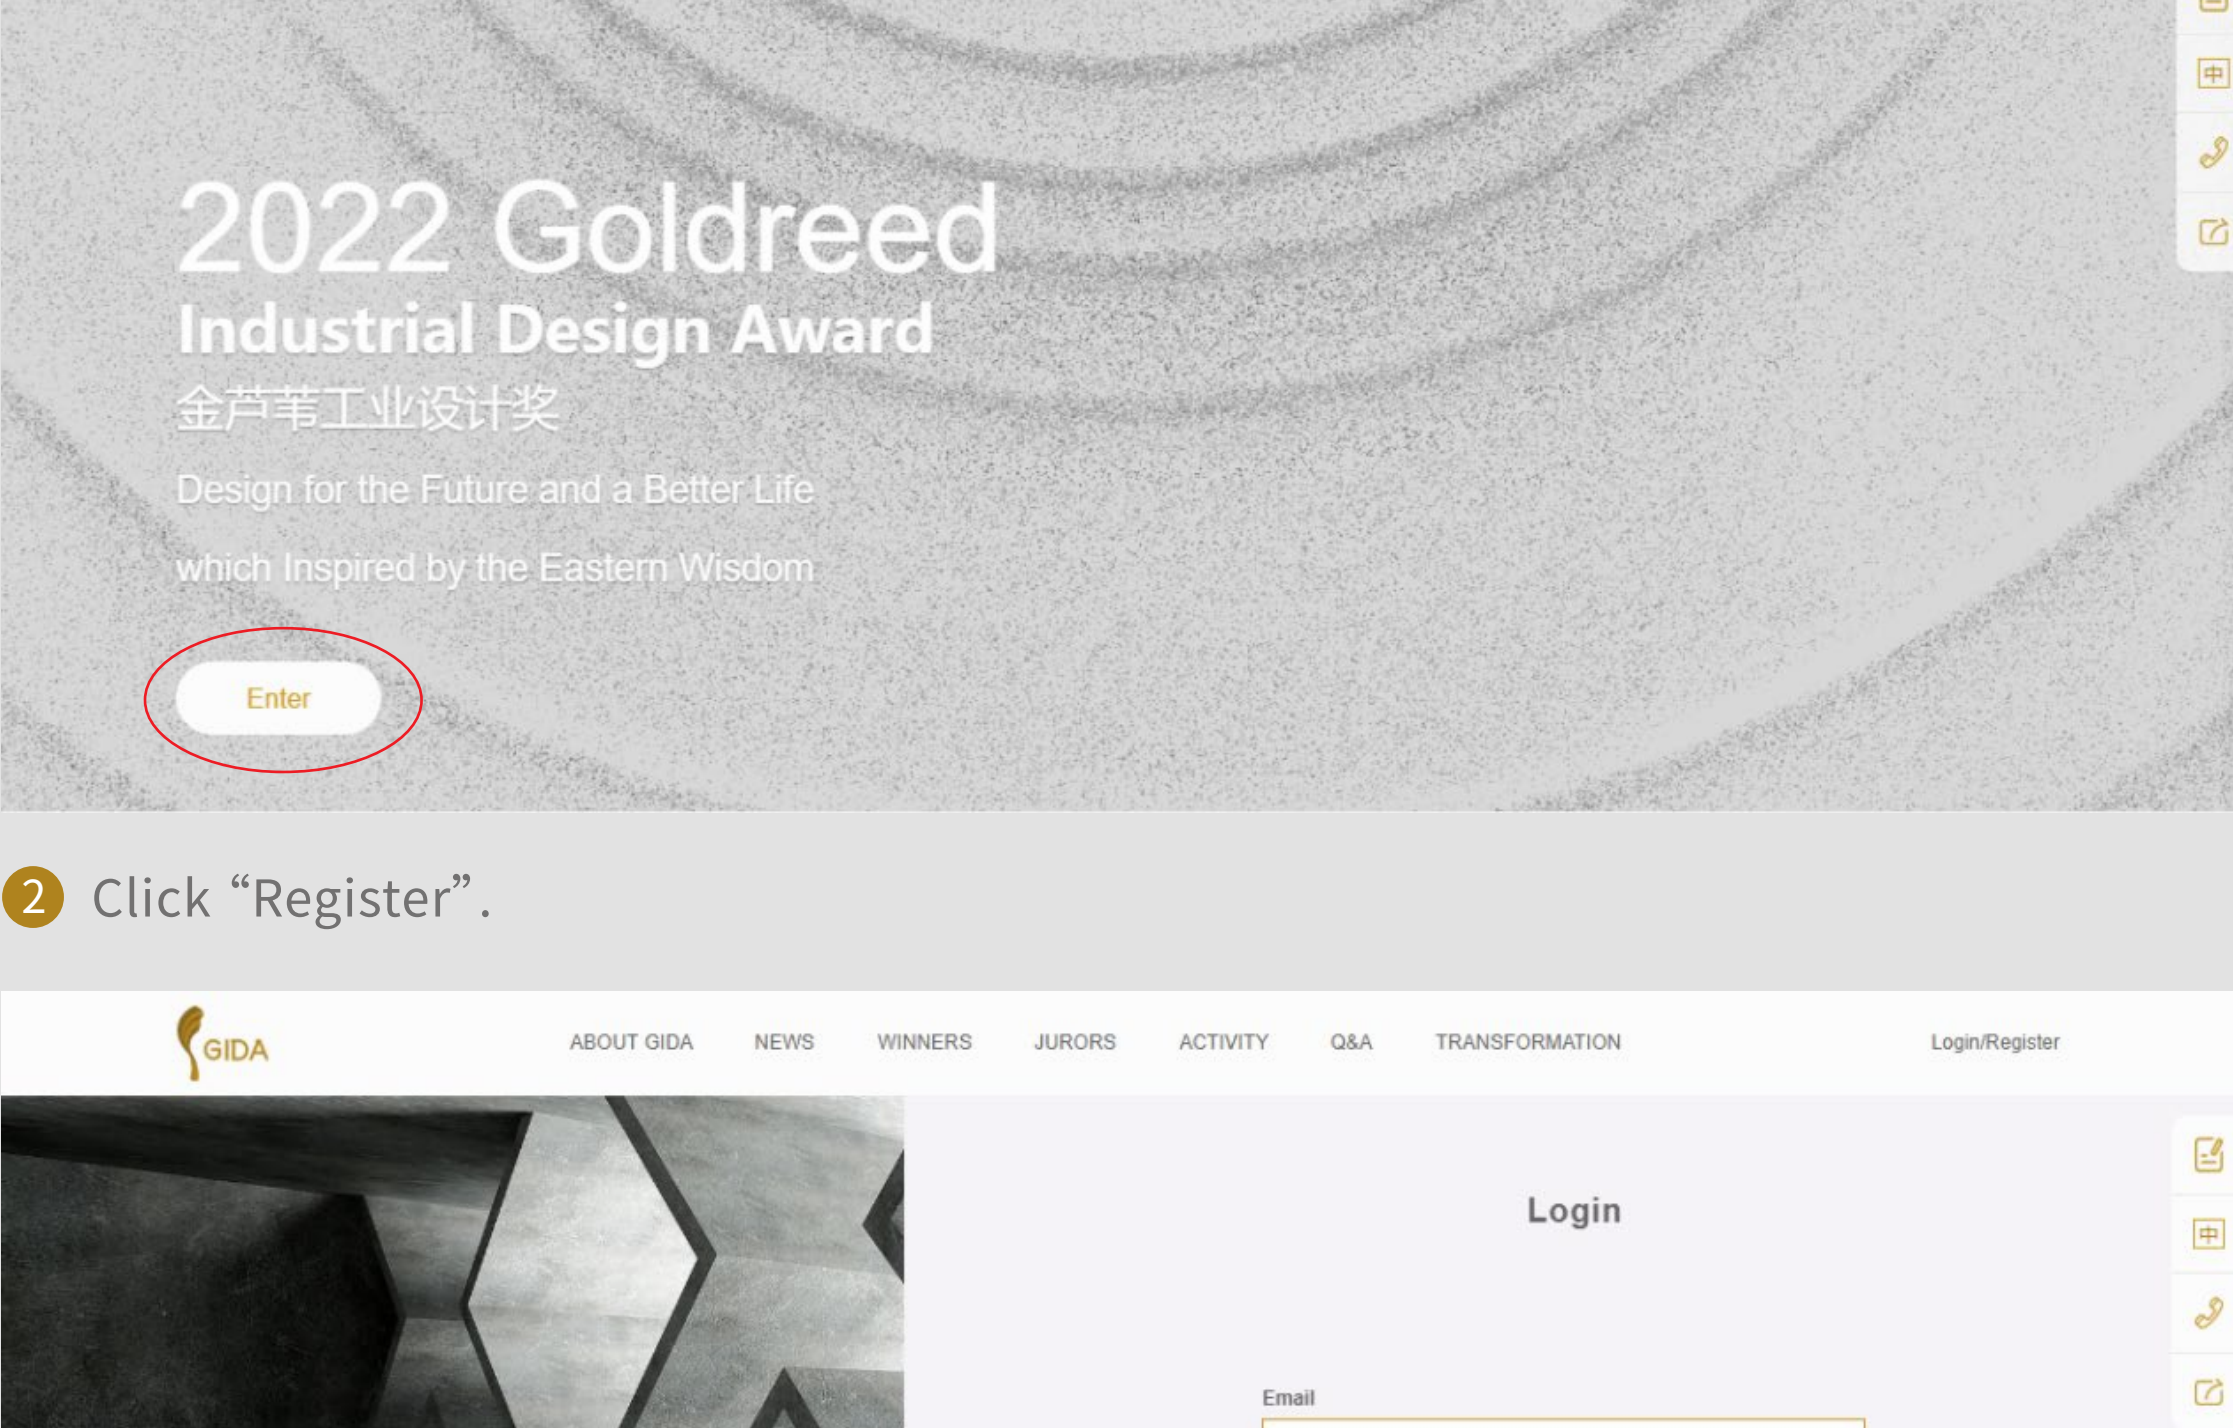 中
2022 Goldreed
Industrial Design Award
金芦苇工业设计奖
Design for the Future and a Better Life
which Inspired by the Eastern Wisdom
Enter
2 Click “Register”.
GIDA
ABOUT GIDA NEWS WINNERS JURORS ACTIVITY Q&A TRANSFORMATION Login/Register
Login
中
Email